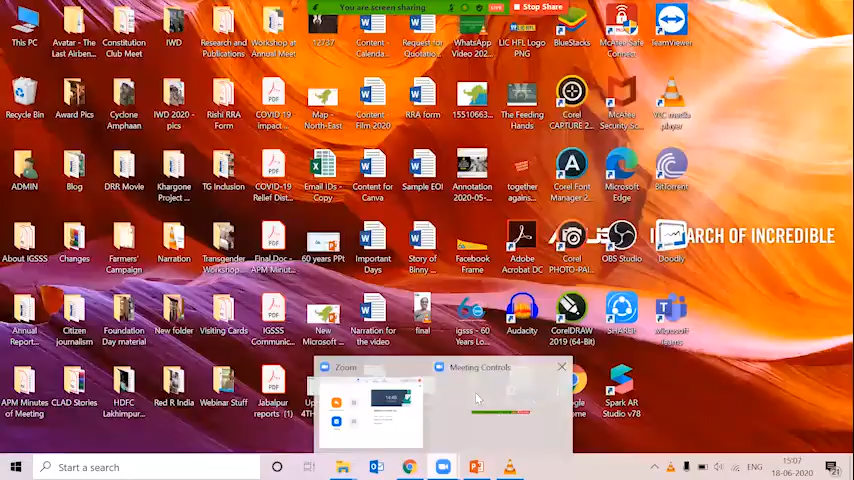 You are screen sharing
LIVE
Stop Share
This PC
Avatar - The
Last Airben...
Constitution
Club Meet
IWD
Research and
Publications
Workshop at
Annual Meet
12737
Content -
Calenda...
Request for
Quotatio...
WhatsApp
Video 202...
LIC HFL Logo
PNG
BlueStacks
McAfee Safe
Connect
TeamViewer
Recycle Bin
Award Pics
Cyclone
Amphaan
IWD 2020 -
pics
Rishi RRA
Form
COVID 19
impact ...
Map -
North-East
Content
Film 2020
RRA form
15510663...
The Feeding
Hands
Corel
CAPTURE 2...
McAfee
Security Sc...
VLC media
player
ADMIN
Blog
DRR Movie
Khargone
Project ...
TG Inclusion
COVID-19
Relief Dist...
Email IDs -
Copy
Content for
Canva
Sample EOI
Annotation
2020-05-...
together
agains...
Corel Font
Manager 2...
Microsoft
Edge
BitTorrent
IN SEARCH OF INCREDIBLE
About IGSSS
Changes
Farmers'
Campaign
Narration
Transgender
Workshop...
Final Doc -
APM Minut...
60 years PPt
Important
Days
Story of
Binny ...
Facebook
Frame
Adobe
Acrobat DC
Corel
PHOTO-PAI...
OBS Studio
Doodly
Annual
Report...
Citizen
journalism
Foundation
Day material
New folder
Visiting Cards
IGSSS
Communic...
New
Microsoft ...
Narration for
the video
final
igsss - 60
Years Lo...
Audacity
CorelDRAW
2019 (64-Bit)
SHAREit
Microsoft
Teams
Zoom
Meeting Controls
APM Minutes
of Meeting
CLAD Stories
HDFC
Lakhimpur...
Red R India
Webinar Stuff
Jabalpur
reports (1)
Spark AR
Studio v78
Start a search
ENG
15:07
18-06-2020
21